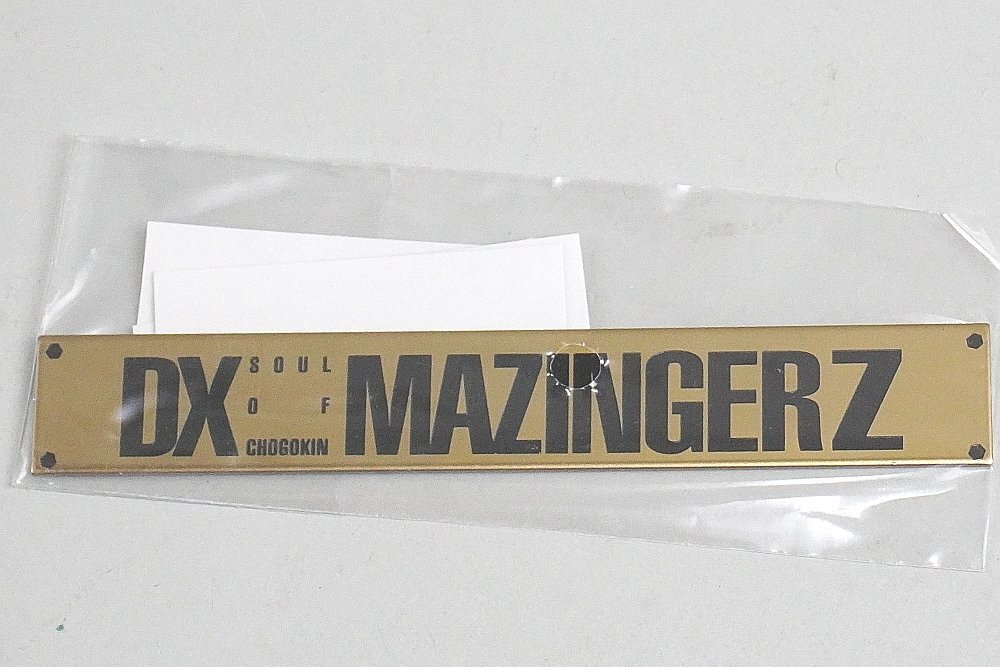 DX SOUL OF CHOGOKIN MAZINGER Z